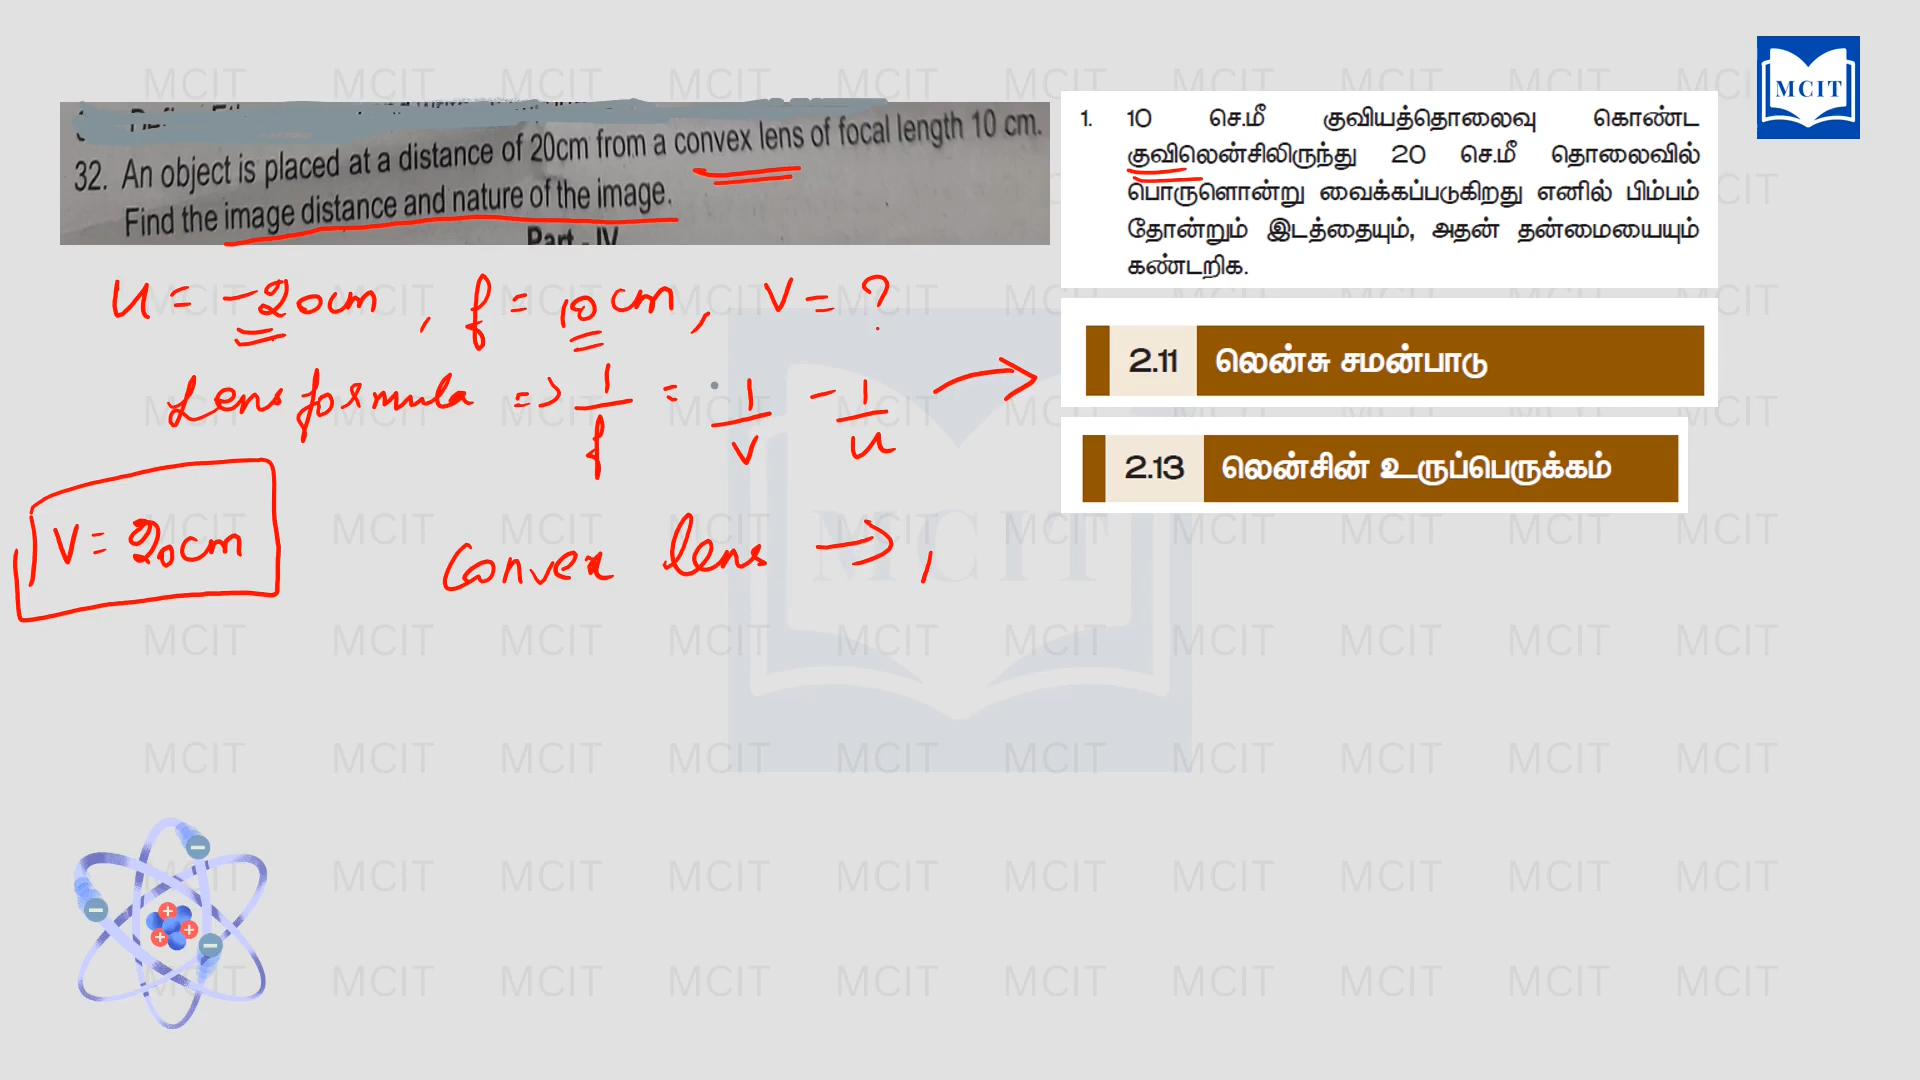 32. An object is placed at a distance of 20cm from a convex lens of focal length 10 cm.
Find the image distance and nature of the image.
Part - IV
1. 10 செ.மீ குவியத்தொலைவு கொண்ட
குவிலென்சிலிருந்து 20 செ.மீ தொலைவில்
பொருளொன்று வைக்கப்படுகிறது எனில் பிம்பம்
தோன்றும் இடத்தையும், அதன் தன்மையையும்
கண்டறிக.
MCIT
2.11 லென்சு சமன்பாடு
2.13 லென்சின் உருப்பெருக்கம்
u = -20cm, f = 10cm, v = ?
Lens formula => 1/f = 1/v - 1/u
v = 20cm
Convex lens →,